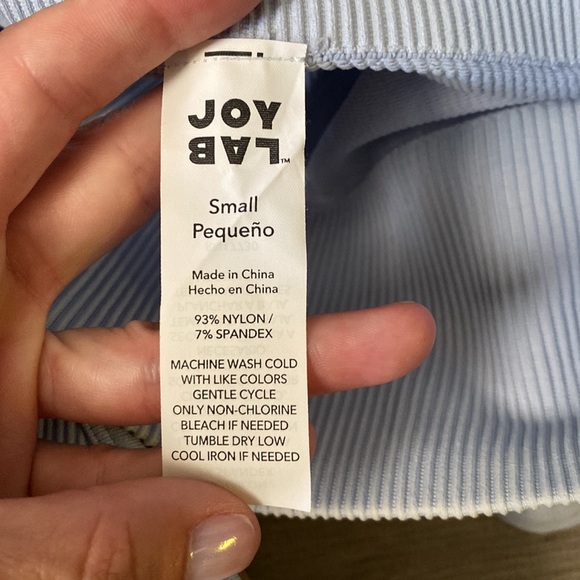 JOY
LAB™
Small
Pequeño
Made in China
Hecho en China
93% NYLON /
7% SPANDEX
MACHINE WASH COLD
WITH LIKE COLORS
GENTLE CYCLE
ONLY NON-CHLORINE
BLEACH IF NEEDED
TUMBLE DRY LOW
COOL IRON IF NEEDED